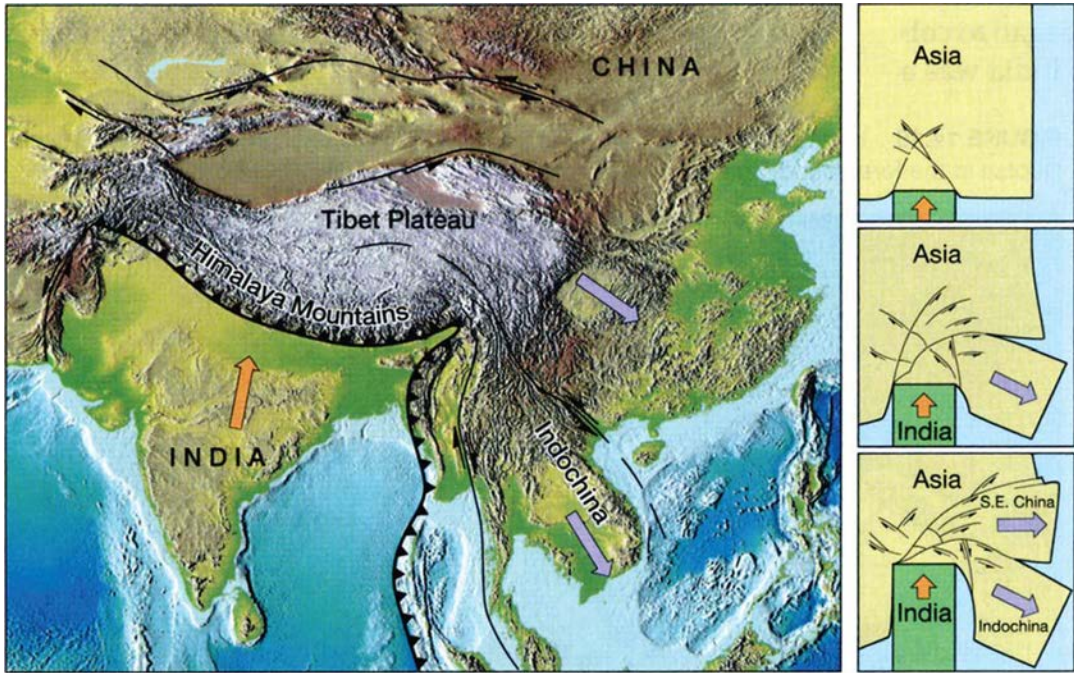 CHINA
Tibet Plateau
Himalaya Mountains
INDIA
Indochina
Asia
Asia
India
Asia
S.E. China
India
Indochina